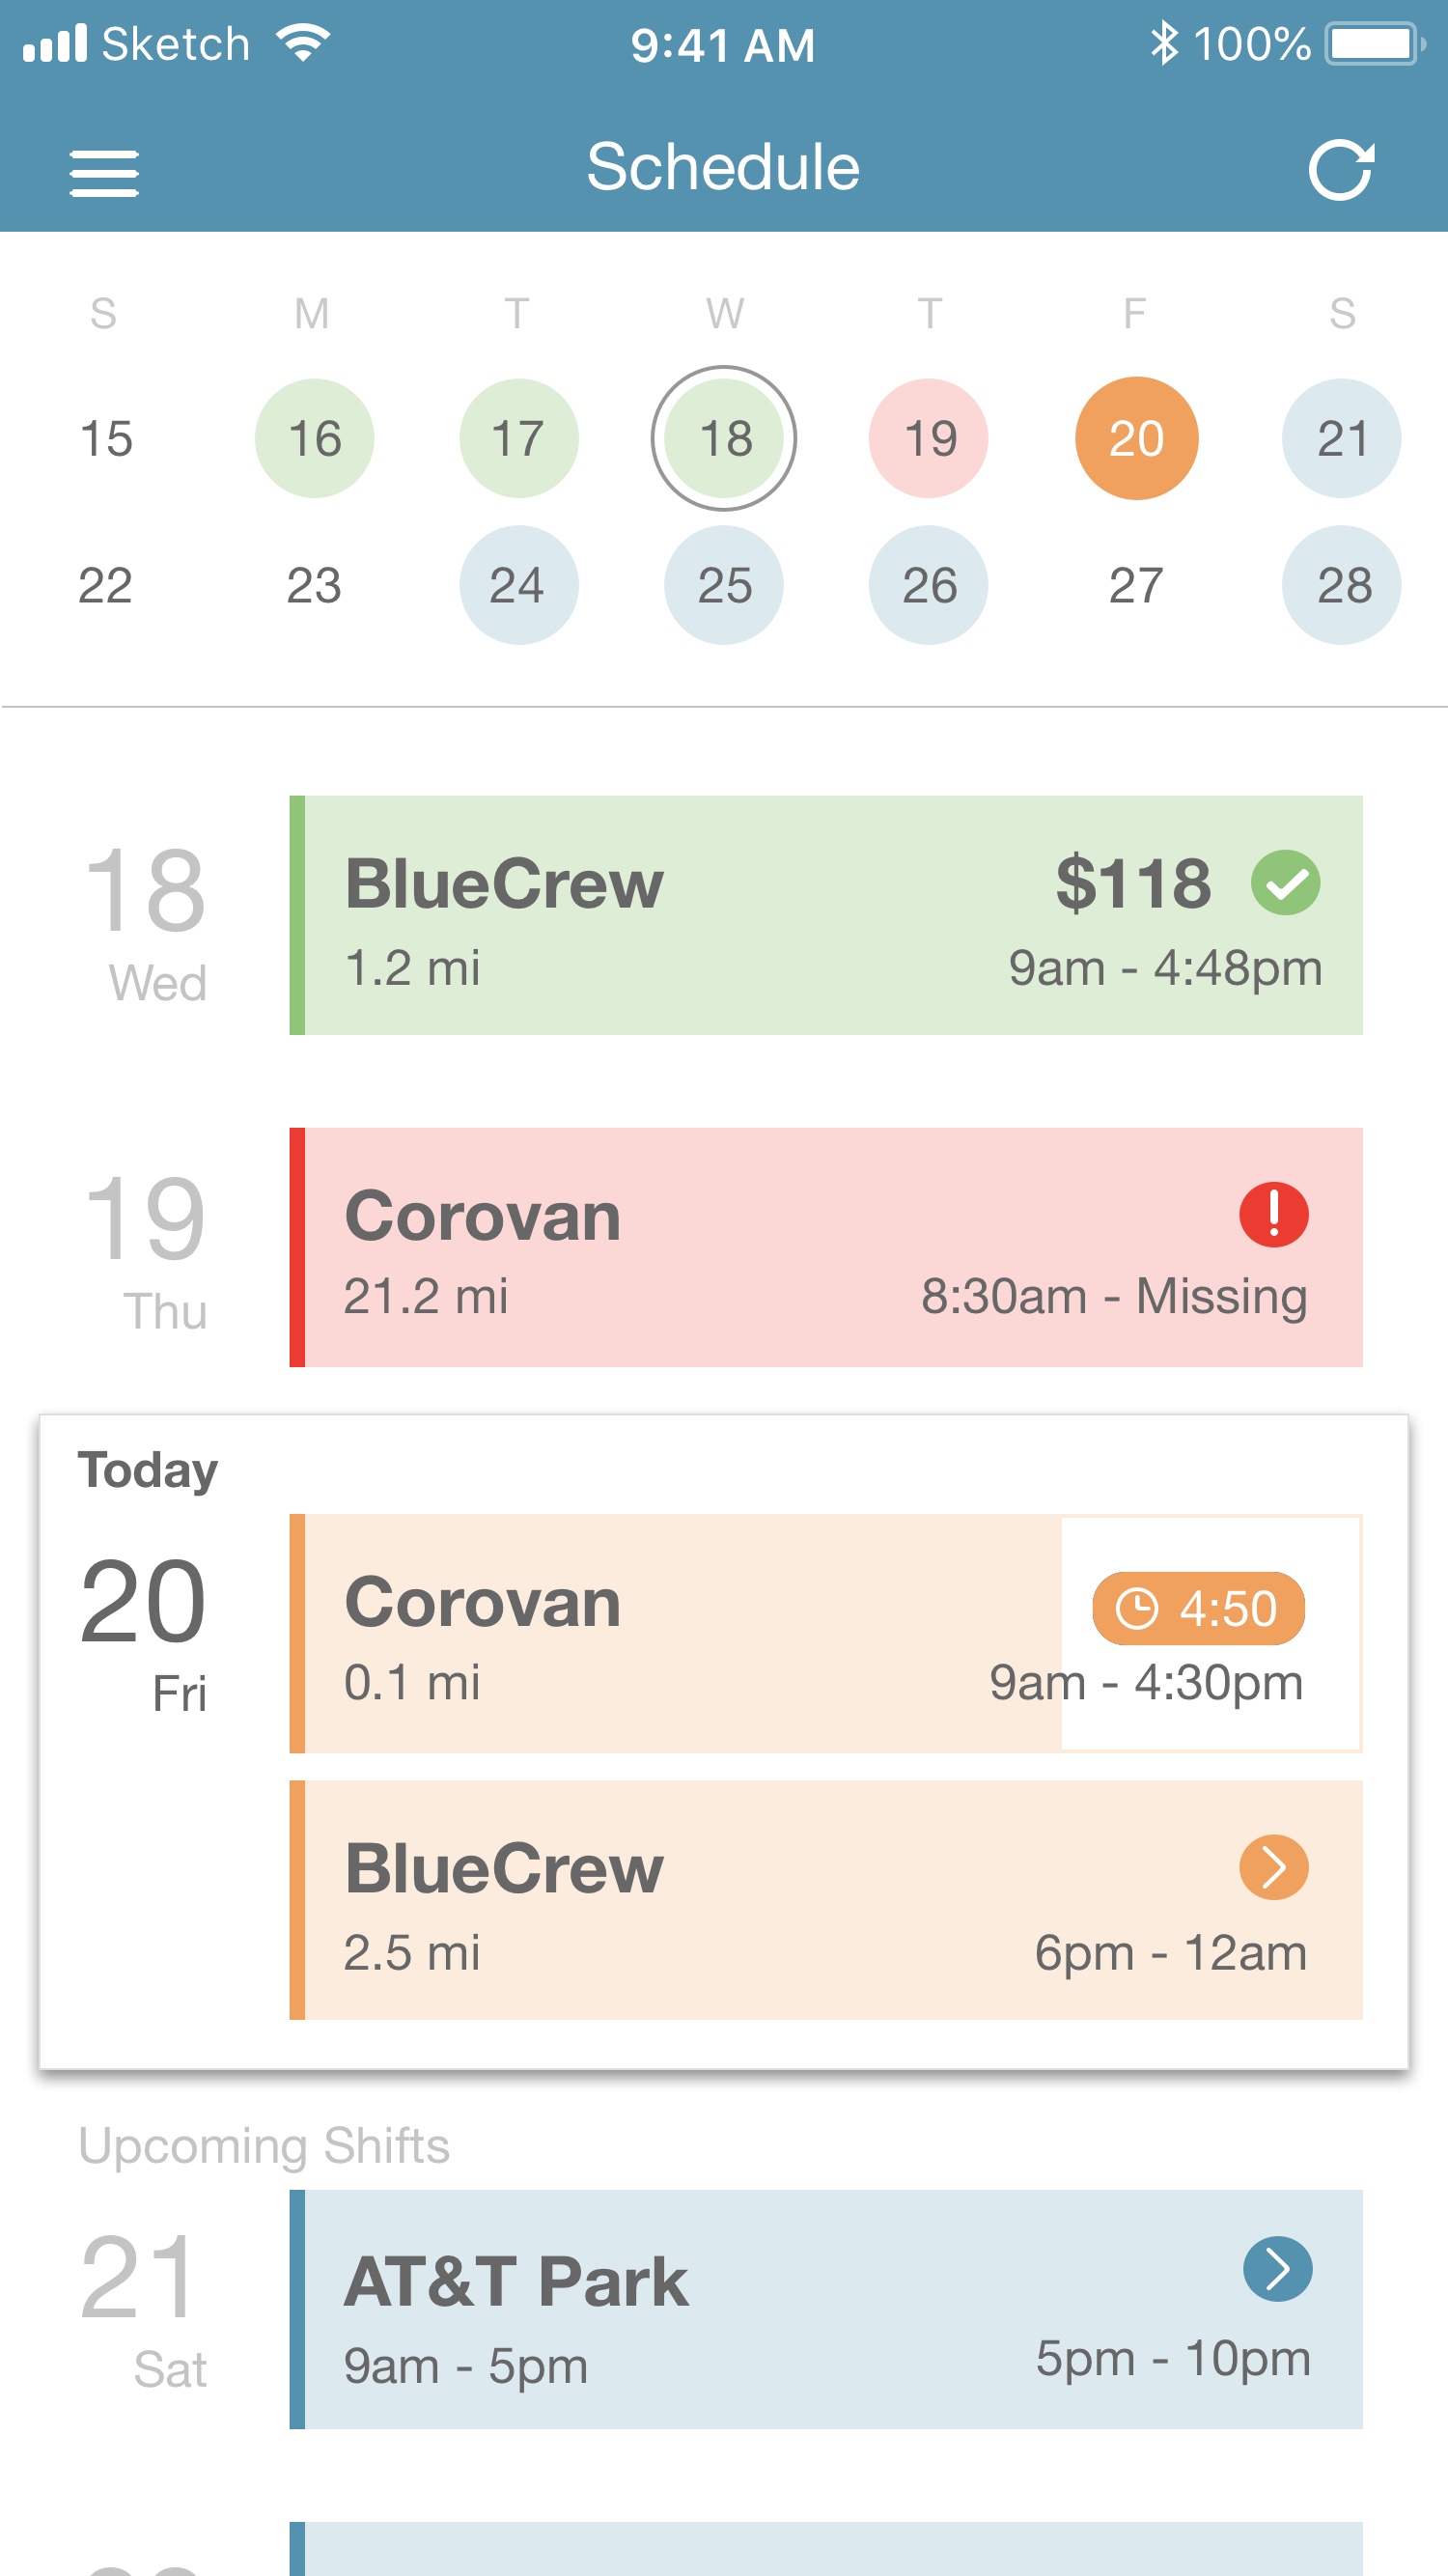 Sketch 9:41 AM 100%
Schedule
S M T W T F S
15 16 17 18 19 20 21
22 23 24 25 26 27 28
18 BlueCrew $118
Wed 1.2 mi 9am - 4:48pm
19 Corovan
Thu 21.2 mi 8:30am - Missing
Today
20 Corovan 4:50
Fri 0.1 mi 9am - 4:30pm
BlueCrew
2.5 mi 6pm - 12am
Upcoming Shifts
21 AT&T Park
Sat 9am - 5pm 5pm - 10pm